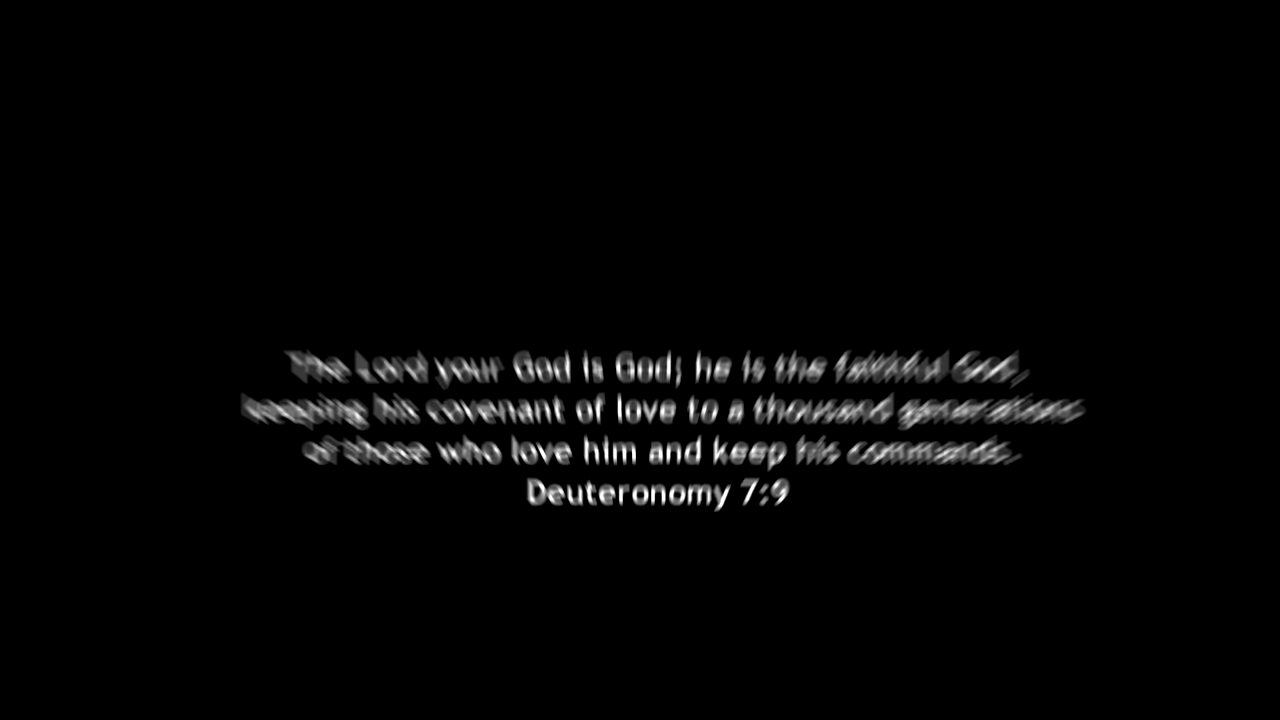 The Lord your God is God; he is the faithful God,
keeping his covenant of love to a thousand generations
of those who love him and keep his commands.
Deuteronomy 7:9